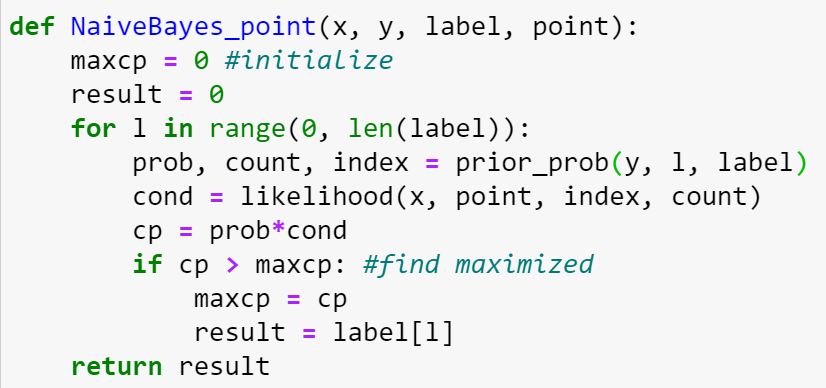 def NaiveBayes_point(x, y, label, point):
    maxcp = 0 #initialize
    result = 0
    for l in range(0, len(label)):
        prob, count, index = prior_prob(y, l, label)
        cond = likelihood(x, point, index, count)
        cp = prob*cond
        if cp > maxcp: #find maximized
            maxcp = cp
            result = label[l]
    return result